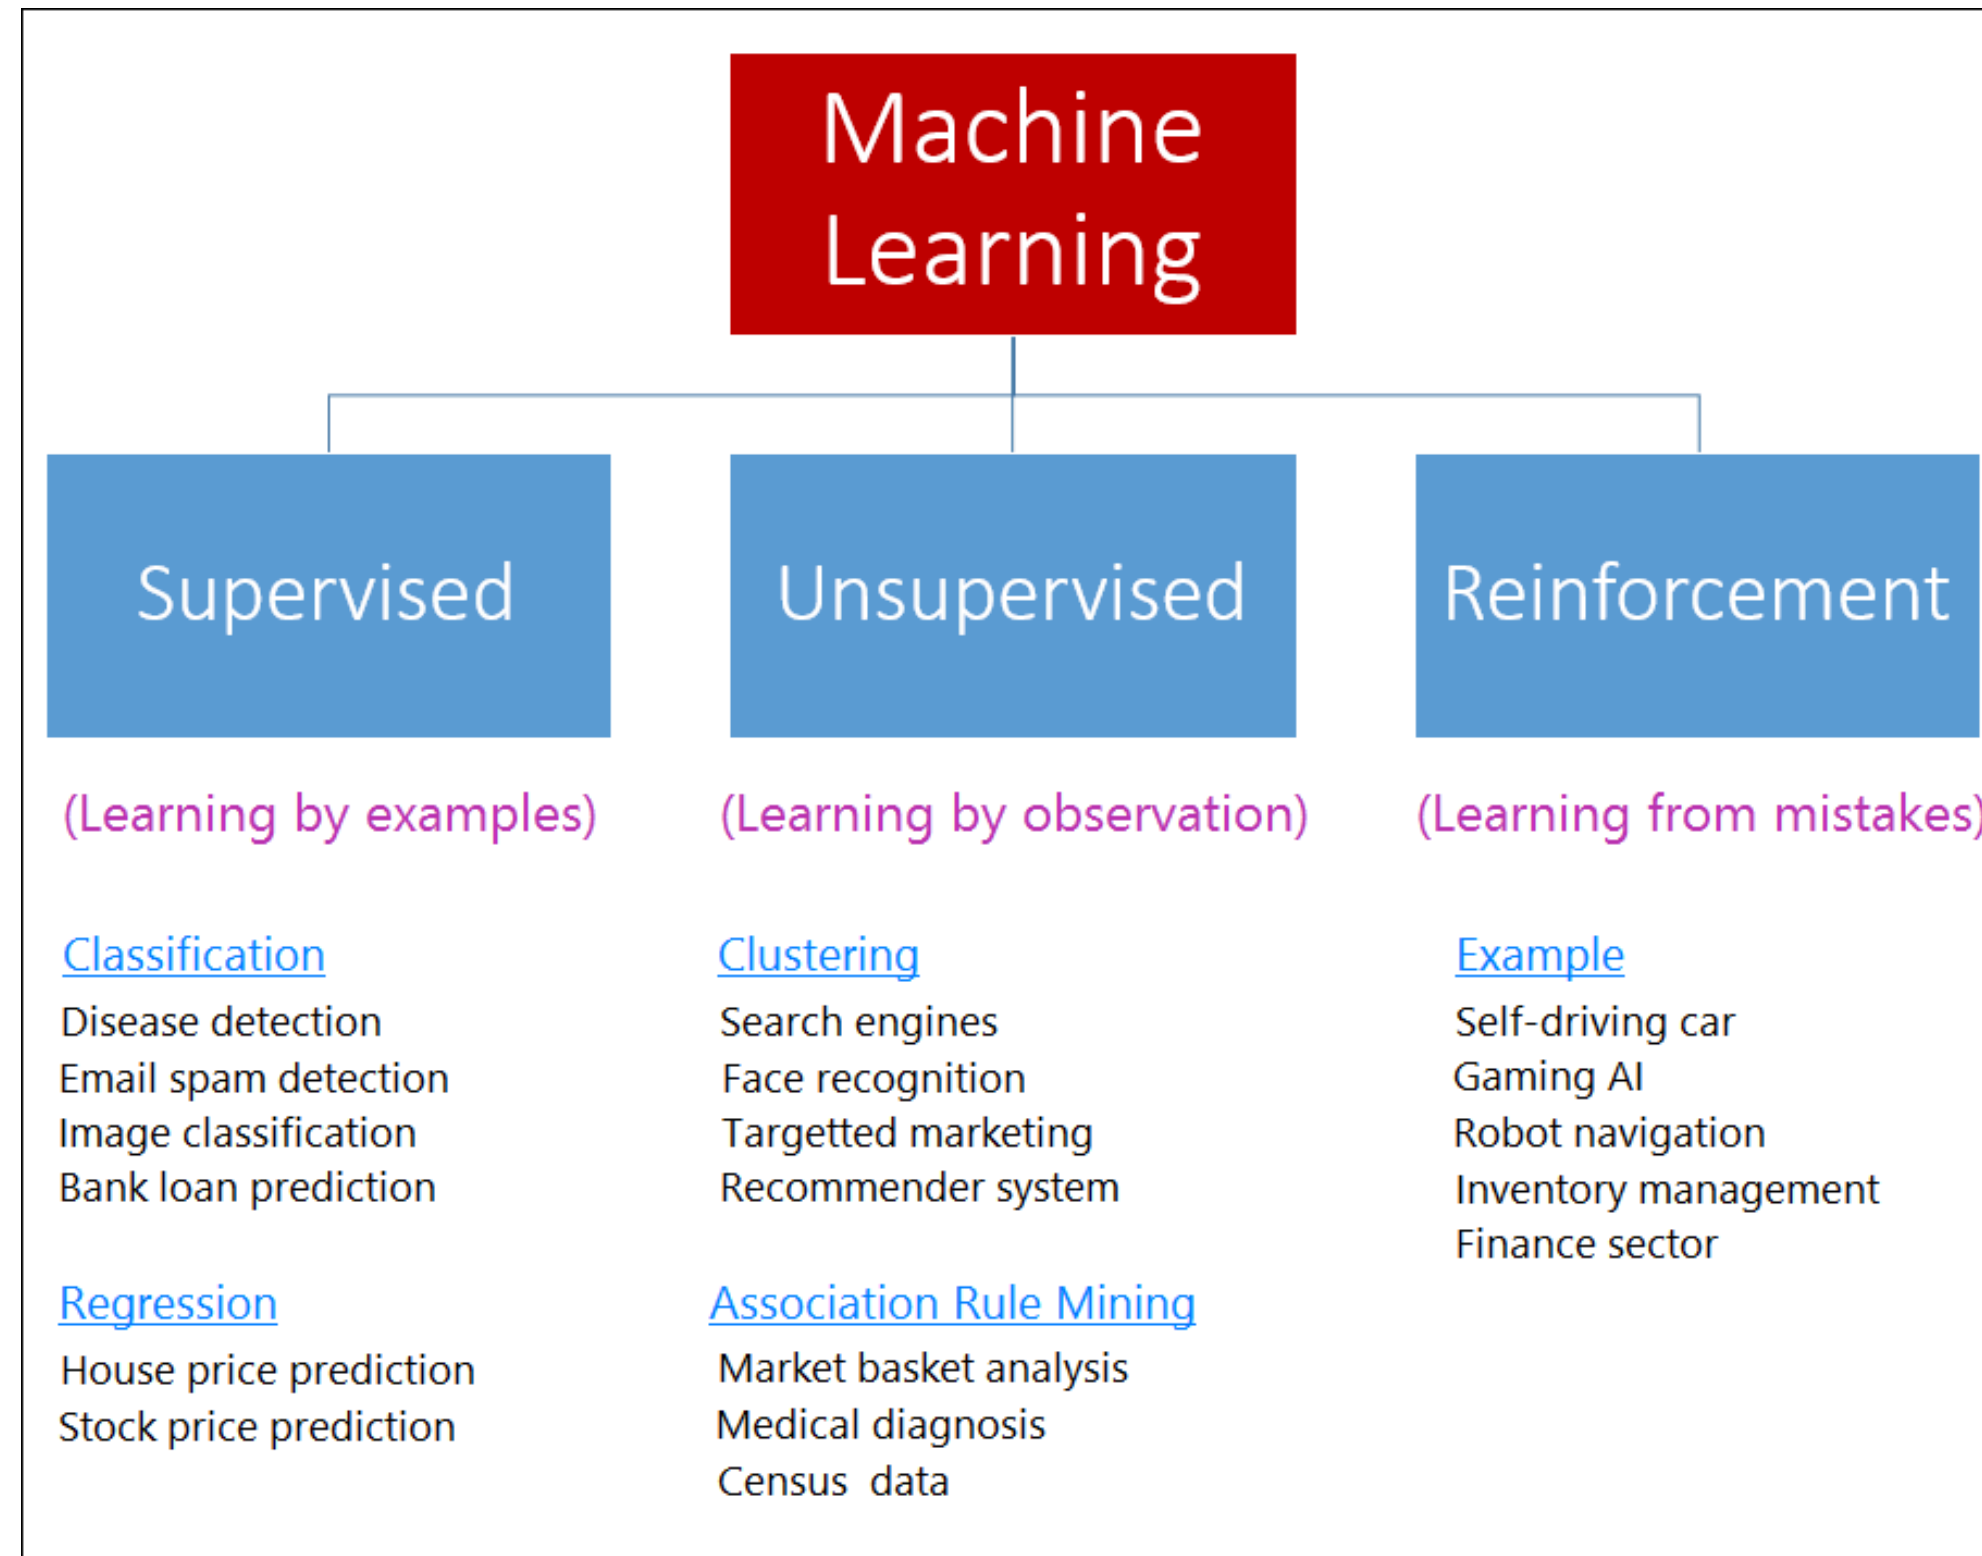 Machine
Learning
Supervised
Unsupervised
Reinforcement
(Learning by examples)
(Learning by observation)
(Learning from mistakes)
Classification
Disease detection
Email spam detection
Image classification
Bank loan prediction
Regression
House price prediction
Stock price prediction
Clustering
Search engines
Face recognition
Targetted marketing
Recommender system
Association Rule Mining
Market basket analysis
Medical diagnosis
Census data
Example
Self-driving car
Gaming AI
Robot navigation
Inventory management
Finance sector